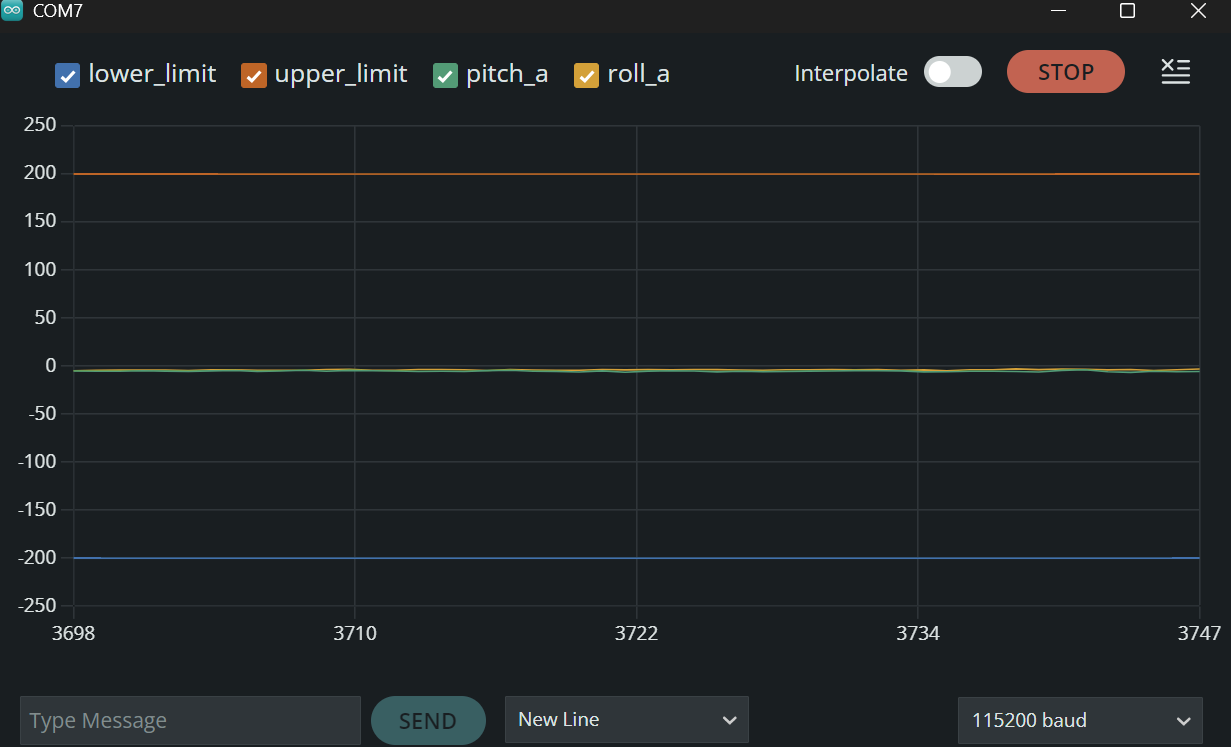 COM7
lower_limit upper_limit pitch_a roll_a Interpolate STOP
250
200
150
100
50
0
-50
-100
-150
-200
-250
3698 3710 3722 3734 3747
Type Message SEND New Line 115200 baud